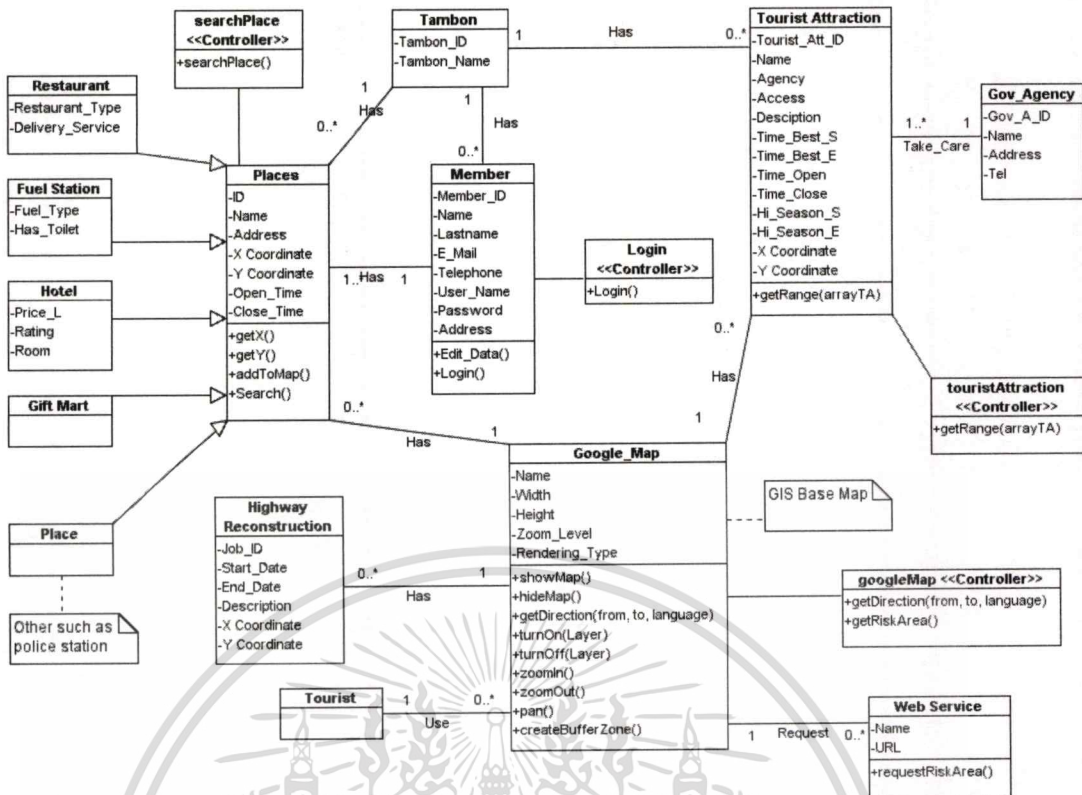 searchPlace
<<Controller>>
+searchPlace()
Tambon
-Tambon_ID
-Tambon_Name
1
Has
0..*
Tourist Attraction
-Tourist_Att_ID
-Name
-Agency
-Access
-Desciption
-Time_Best_S
-Time_Best_E
-Time_Open
-Time_Close
-Hi_Season_S
-Hi_Season_E
-X Coordinate
-Y Coordinate
+getRange(arrayTA)
1..*
1
Take_Care
Gov_Agency
-Gov_A_ID
-Name
-Address
-Tel
Restaurant
-Restaurant_Type
-Delivery_Service
1
Has
0..*
1
Has
0..*
Fuel Station
-Fuel_Type
-Has_Toilet
Hotel
-Price_L
-Rating
-Room
Gift Mart
Places
-ID
-Name
-Address
-X Coordinate
-Y Coordinate
-Open_Time
-Close_Time
+getX()
+getY()
+addToMap()
+Search()
1..
Has
1
Member
-Member_ID
-Name
-Lastname
-E_Mail
-Telephone
-User_Name
-Password
-Address
+Edit_Data()
+Login()
Login
<<Controller>>
+Login()
0..*
Has
1
touristAttraction
<<Controller>>
+getRange(arrayTA)
0..*
Has
1
Place
Other such as
police station
Highway
Reconstruction
-Job_ID
-Start_Date
-End_Date
-Description
-X Coordinate
-Y Coordinate
0..*
1
Has
Google_Map
-Name
-Width
-Height
-Zoom_Level
-Rendering_Type
+showMap()
+hideMap()
+getDirection(from, to, language)
+turnOn(Layer)
+turnOff(Layer)
+zoomIn()
+zoomOut()
+pan()
+createBufferZone()
GIS Base Map
googleMap <<Controller>>
+getDirection(from, to, language)
+getRiskArea()
Tourist
1
0..*
Use
1
Request
0..*
Web Service
-Name
-URL
+requestRiskArea()